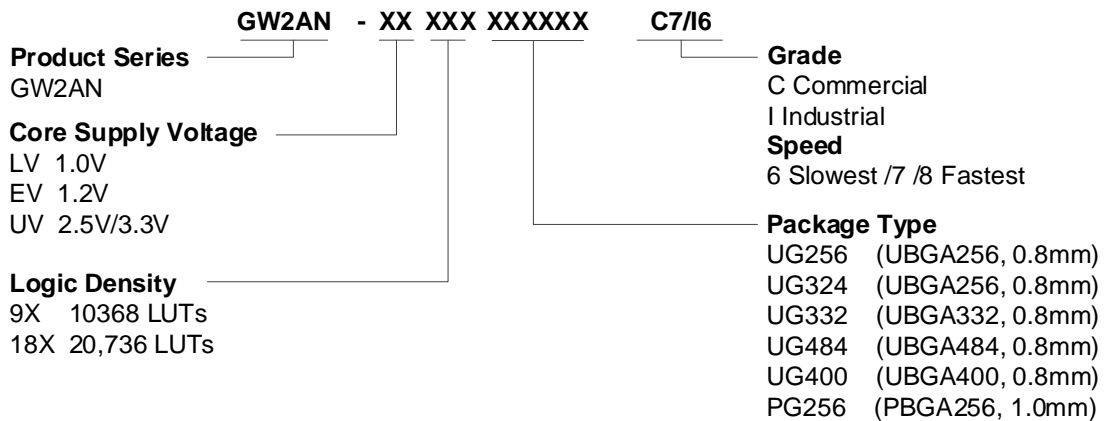 GW2AN - XX XXX XXXXXX C7/I6
Product Series
GW2AN
Core Supply Voltage
LV 1.0V
EV 1.2V
UV 2.5V/3.3V
Logic Density
9X 10368 LUTs
18X 20,736 LUTs
Grade
C Commercial
I Industrial
Speed
6 Slowest /7 /8 Fastest
Package Type
UG256 (UBGA256, 0.8mm)
UG324 (UBGA256, 0.8mm)
UG332 (UBGA332, 0.8mm)
UG484 (UBGA484, 0.8mm)
UG400 (UBGA400, 0.8mm)
PG256 (PBGA256, 1.0mm)